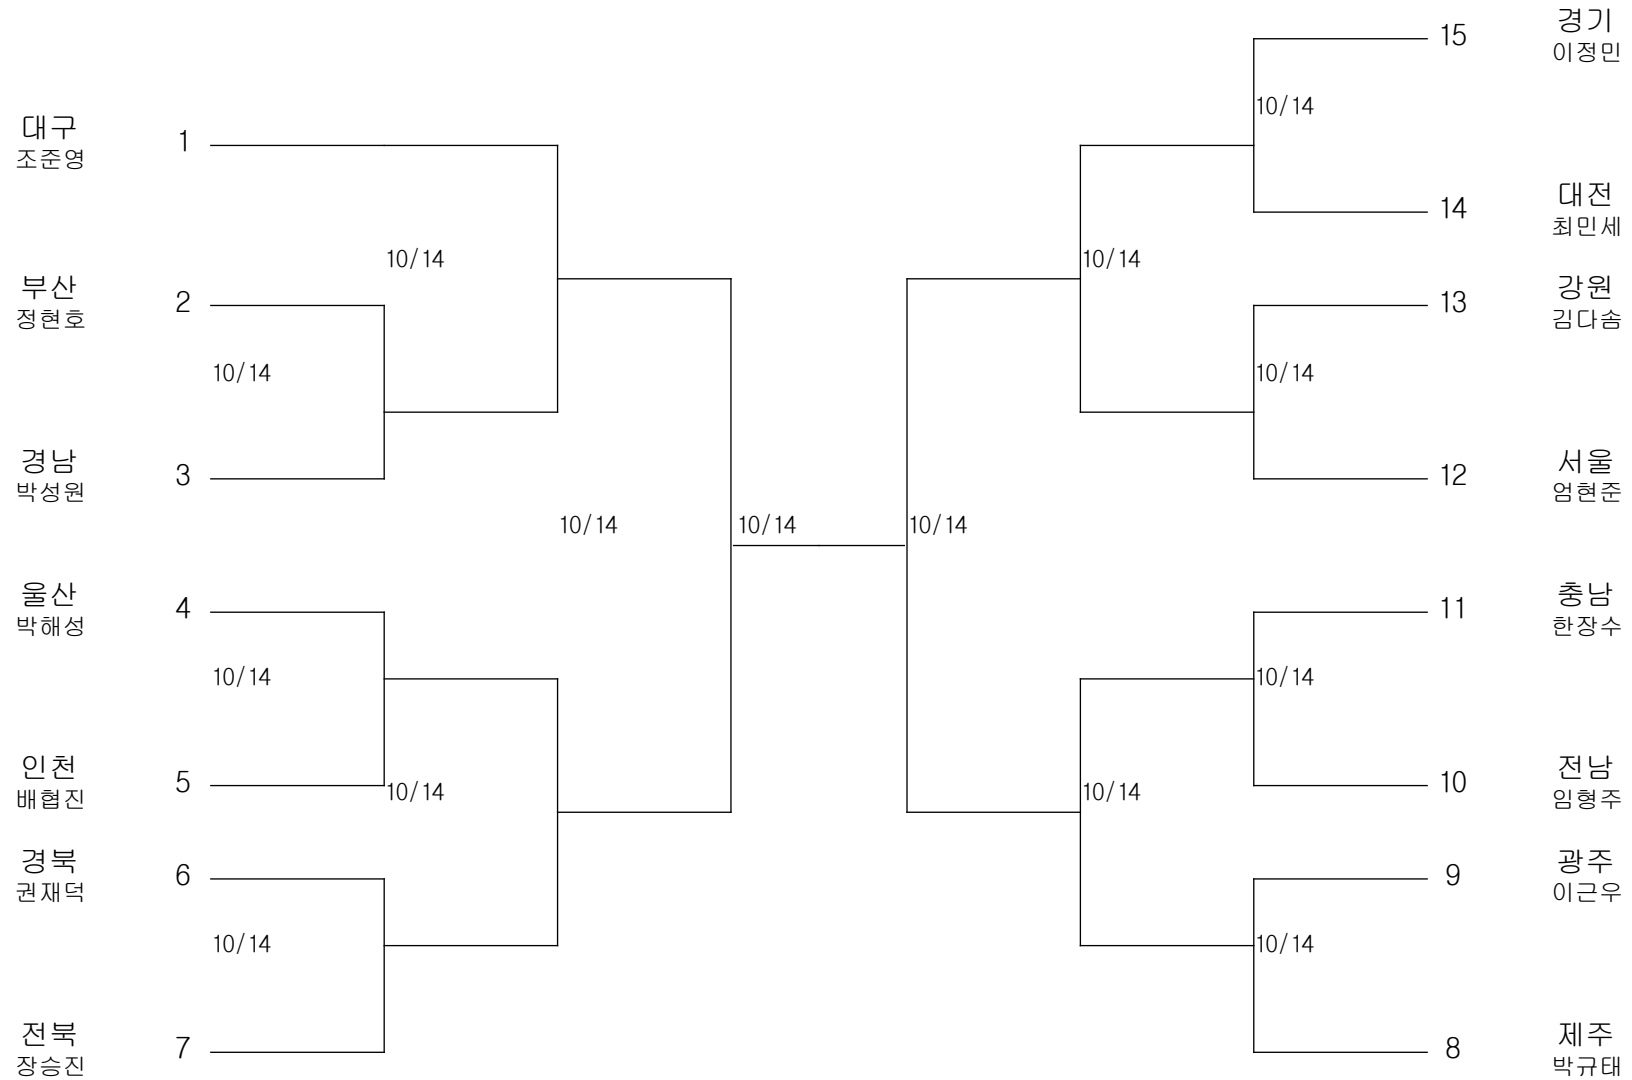 경기
15
이정민
10/14
대구
1
조준영
대전
14
최민세
10/14
10/14
부산
2
정현호
강원
13
김다솜
10/14
10/14
경남
3
박성원
서울
12
엄현준
10/14
10/14
10/14
울산
4
박해성
충남
11
한장수
10/14
10/14
인천
5
배협진
전남
10
임형주
10/14
10/14
경북
6
권재덕
광주
9
이근우
10/14
10/14
전북
7
장승진
제주
8
박규태